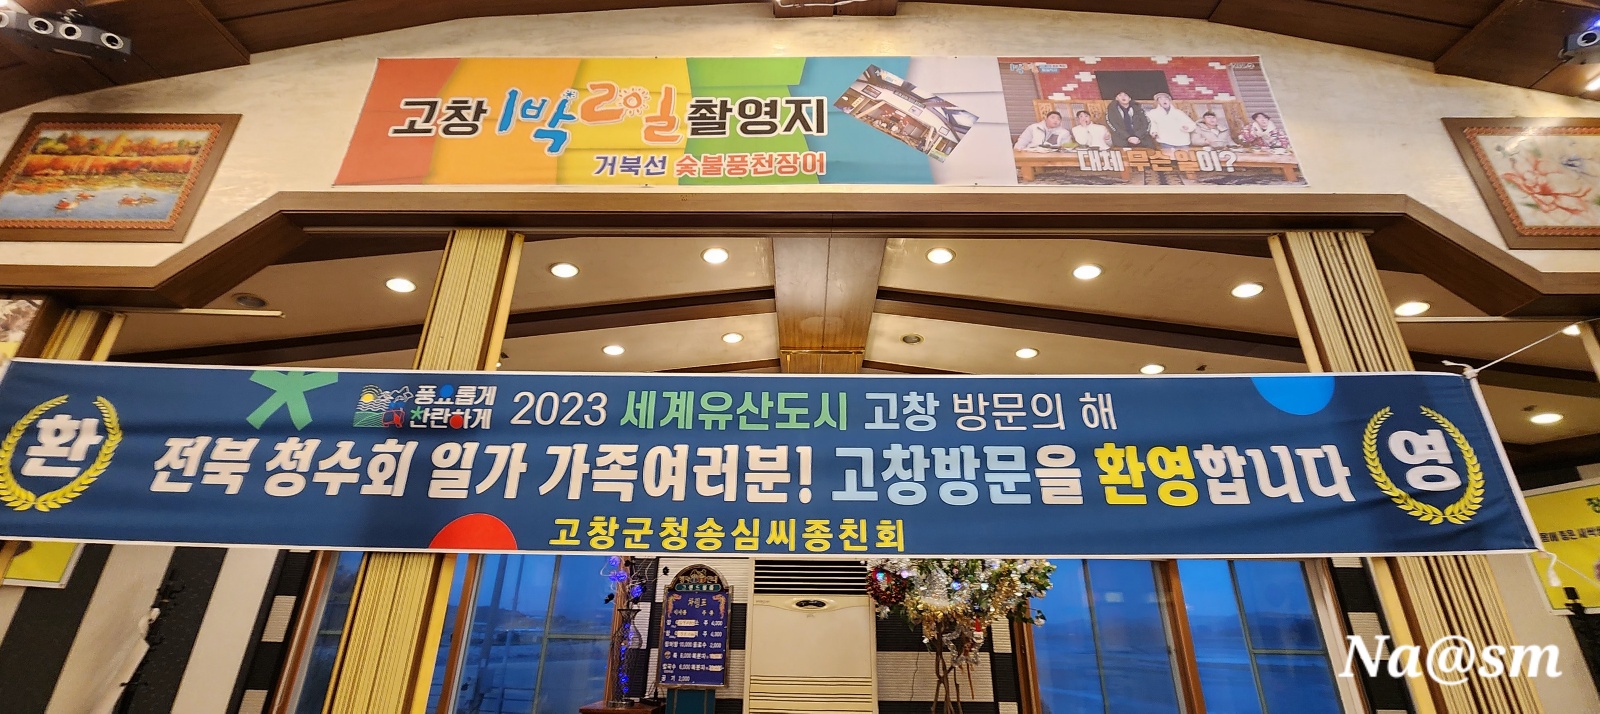 고창 1박2일 촬영지
거북선 숯불풍천장어
대체 무슨 일이?
환
풍요롭게
찬란하게
2023 세계유산도시 고창 방문의 해
전북 청수회 일가 가족여러분! 고창방문을 환영합니다
고창군청송심씨종친회
영
차림표
Na@sm